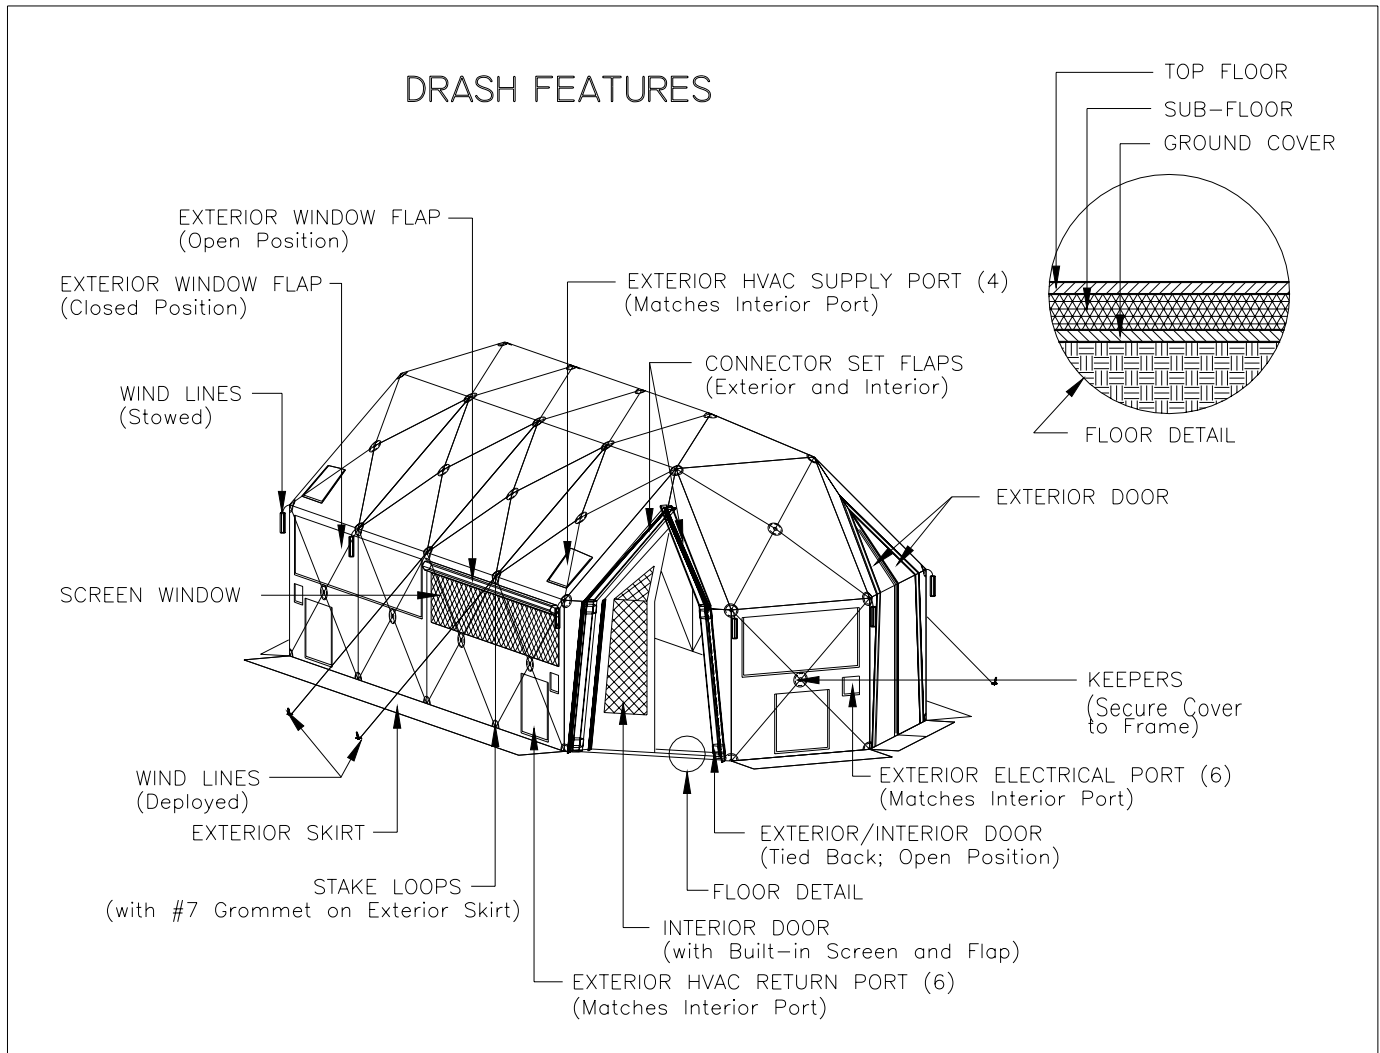 DRASH FEATURES
TOP FLOOR
SUB-FLOOR
GROUND COVER
EXTERIOR WINDOW FLAP
(Open Position)
EXTERIOR WINDOW FLAP
(Closed Position)
EXTERIOR HVAC SUPPLY PORT (4)
(Matches Interior Port)
CONNECTOR SET FLAPS
(Exterior and Interior)
WIND LINES
(Stowed)
FLOOR DETAIL
EXTERIOR DOOR
SCREEN WINDOW
KEEPERS
(Secure Cover
to Frame)
WIND LINES
(Deployed)
EXTERIOR ELECTRICAL PORT (6)
(Matches Interior Port)
EXTERIOR SKIRT
EXTERIOR/INTERIOR DOOR
(Tied Back; Open Position)
STAKE LOOPS
(with #7 Grommet on Exterior Skirt)
FLOOR DETAIL
INTERIOR DOOR
(with Built-in Screen and Flap)
EXTERIOR HVAC RETURN PORT (6)
(Matches Interior Port)